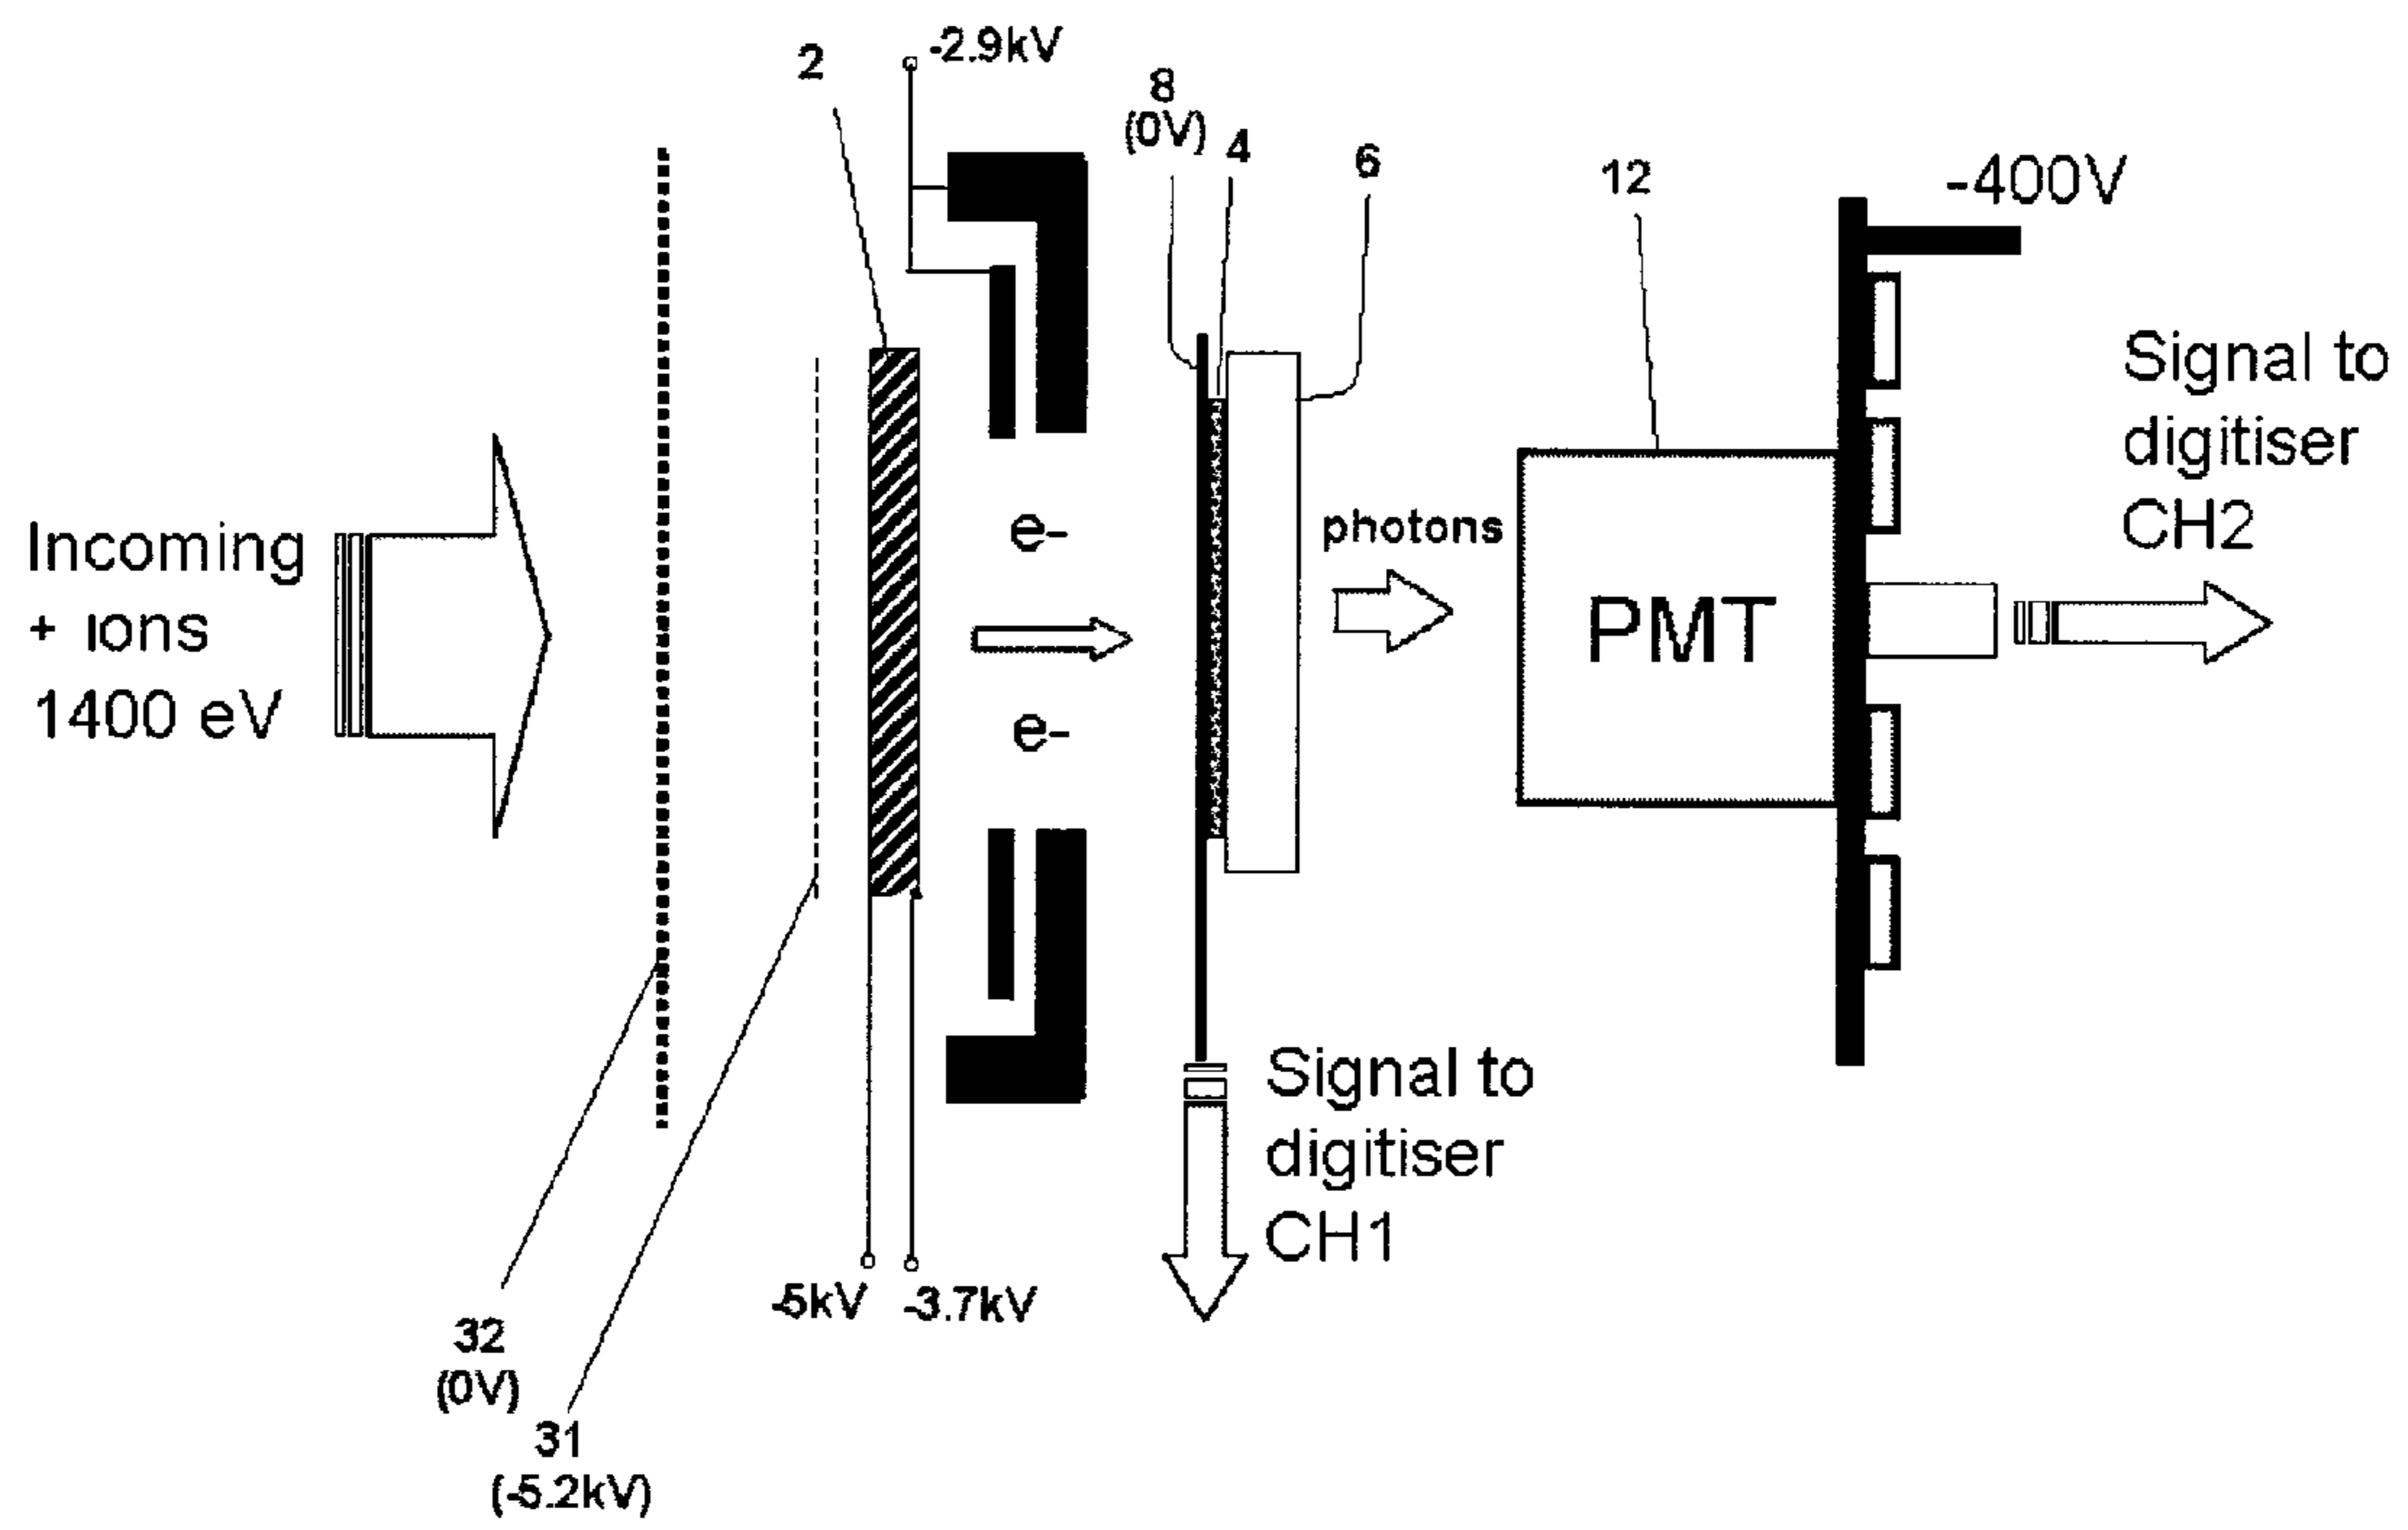 2
-2.9kV
8
(0V)
4
6
12
-400V
Incoming
+ ions
1400 eV
e-
e-
photons
PMT
Signal to
digitiser
CH2
Signal to
digitiser
CH1
-5kV
-3.7kV
32
(0V)
31
(-5.2kV)